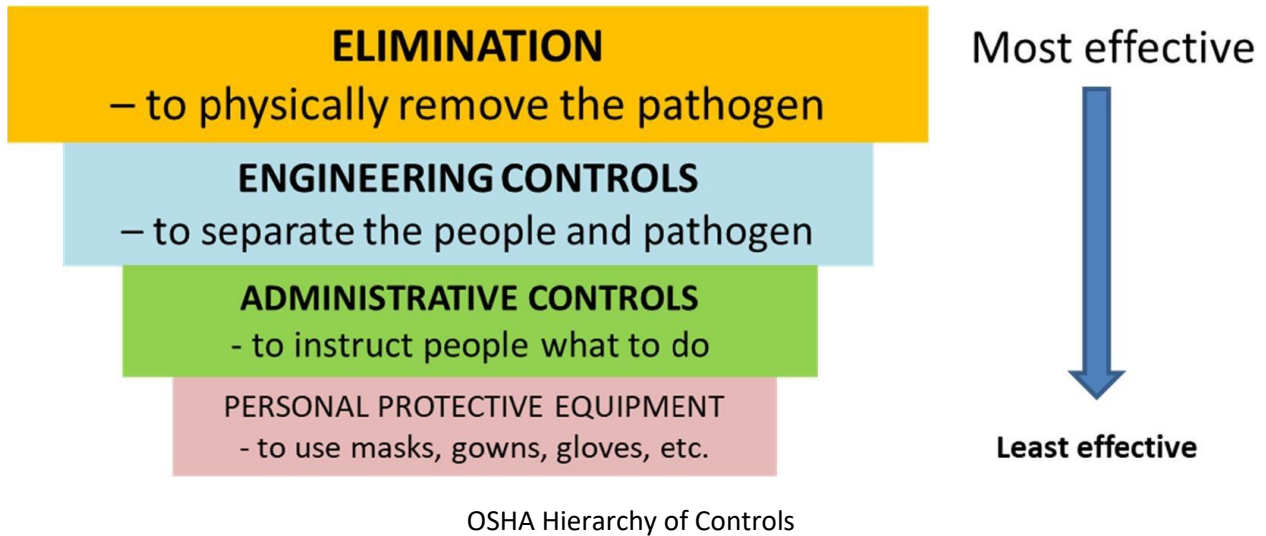 ELIMINATION
– to physically remove the pathogen
Most effective
ENGINEERING CONTROLS
– to separate the people and pathogen
ADMINISTRATIVE CONTROLS
- to instruct people what to do
PERSONAL PROTECTIVE EQUIPMENT
- to use masks, gowns, gloves, etc.
Least effective
OSHA Hierarchy of Controls